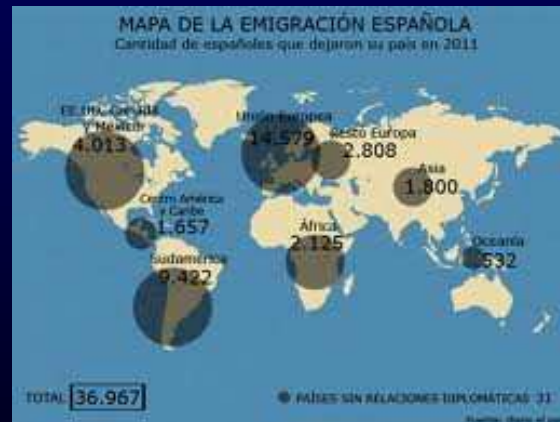 MAPA DE LA EMIGRACIÓN ESPAÑOLA
Cantidad de españoles que dejaron su país en 2011
EE.UU., Canadá
y México
4.013
Unión Europea
14.579
Resto Europa
2.808
Asia
1.800
Centro América
y Caribe
1.657
África
2.125
Oceanía
532
Sudamérica
9.422
TOTAL 36.967
PAÍSES SIN RELACIONES DIPLOMÁTICAS 31
Fuente: